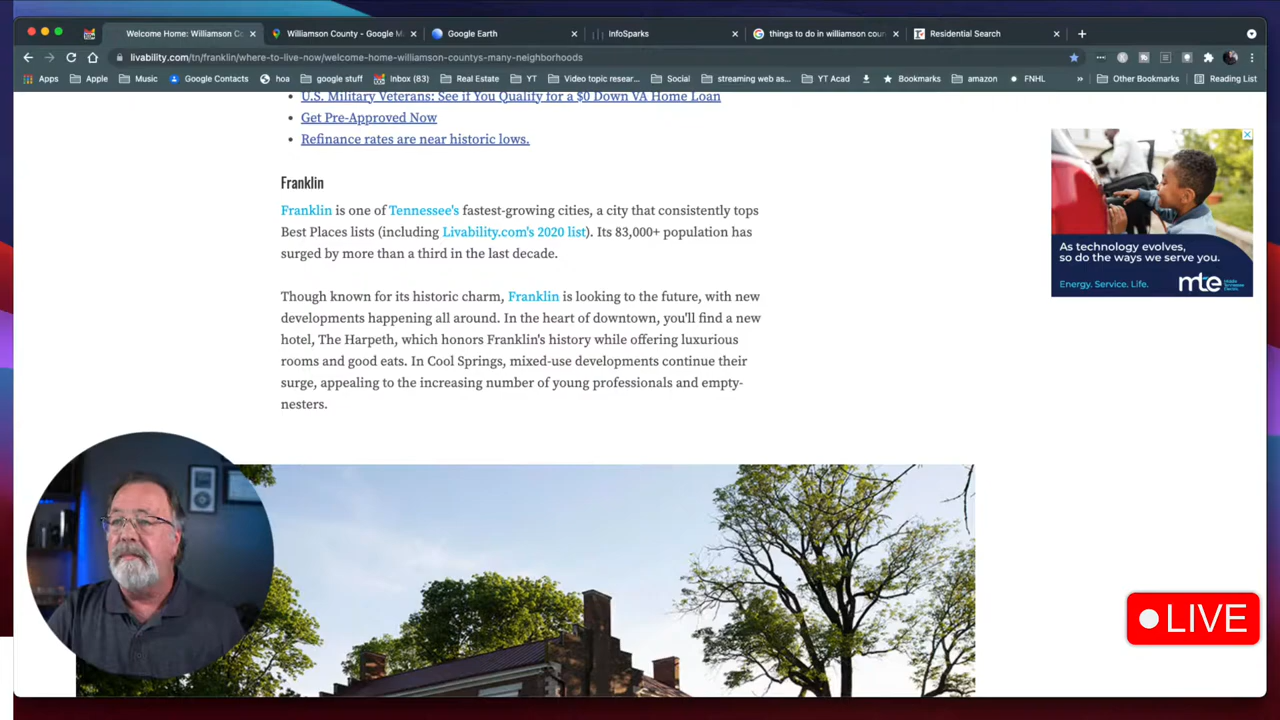 Welcome Home: Williamson Co
Williamson County - Google M
Google Earth
InfoSparks
things to do in williamson coun
Residential Search
livability.com/tn/franklin/where-to-live-now/welcome-home-williamson-countys-many-neighborhoods
Apps Apple Music Google Contacts hoa google stuff Inbox (83) Real Estate YT Video topic resear... Social streaming web as... YT Acad Bookmarks amazon FNHL » Other Bookmarks Reading List
• U.S. Military Veterans: See if You Qualify for a $0 Down VA Home Loan
• Get Pre-Approved Now
• Refinance rates are near historic lows.
Franklin
Franklin is one of Tennessee's fastest-growing cities, a city that consistently tops
Best Places lists (including Livability.com's 2020 list). Its 83,000+ population has
surged by more than a third in the last decade.
Though known for its historic charm, Franklin is looking to the future, with new
developments happening all around. In the heart of downtown, you'll find a new
hotel, The Harpeth, which honors Franklin's history while offering luxurious
rooms and good eats. In Cool Springs, mixed-use developments continue their
surge, appealing to the increasing number of young professionals and empty-
nesters.
As technology evolves,
so do the ways we serve you.
Energy. Service. Life.
mte
LIVE